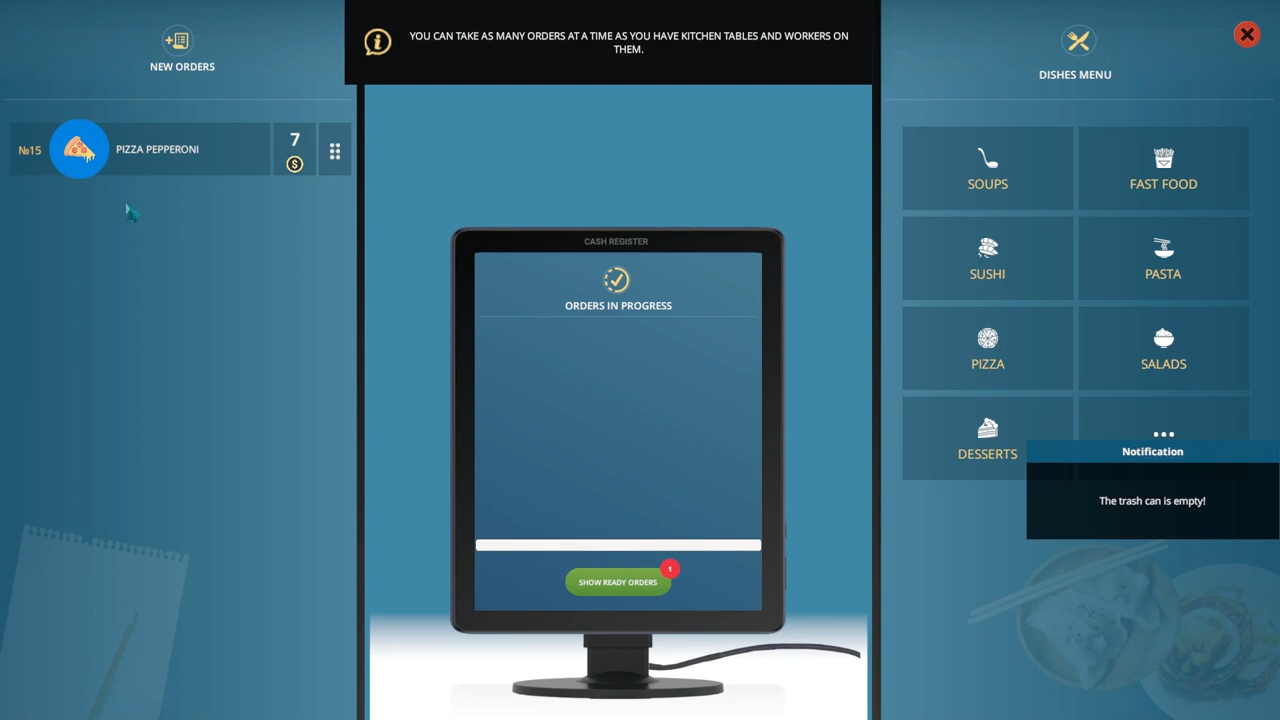 NEW ORDERS
YOU CAN TAKE AS MANY ORDERS AT A TIME AS YOU HAVE KITCHEN TABLES AND WORKERS ON
THEM.
DISHES MENU
№15
PIZZA PEPPERONI
7
CASH REGISTER
ORDERS IN PROGRESS
SHOW READY ORDERS
1
SOUPS
FAST FOOD
SUSHI
PASTA
PIZZA
SALADS
DESSERTS
Notification
The trash can is empty!